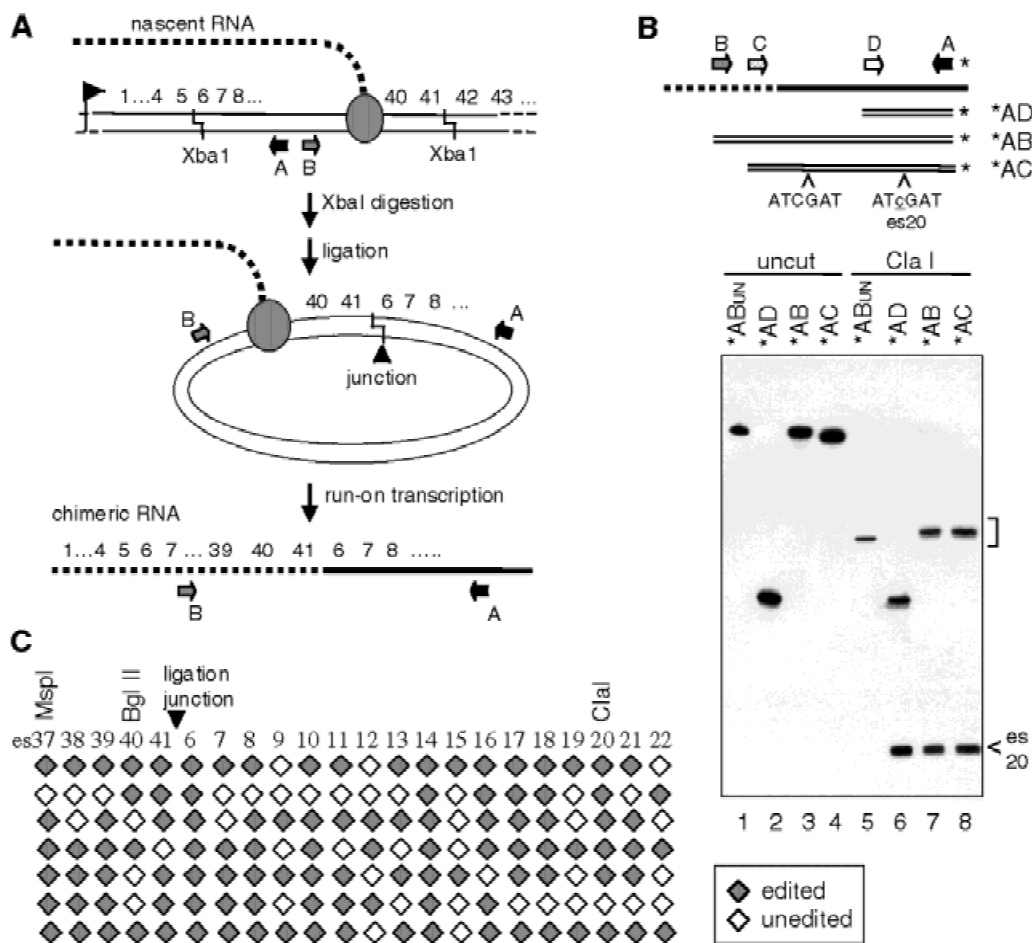 A
nascent RNA
1 ...4 5 6 7 8 ... 40 41 42 43 ...
Xba1 A B Xba1
XbaI digestion
ligation
B 40 41 6 7 8 ... A
junction
run-on transcription
chimeric RNA
1...4 5 6 7 ... 39 40 41 6 7 8 .....
B A
B
B C D A *
* *AD
* *AB
* *AC
ATCGAT ATcGAT
es20
uncut Cla I
*ABUN *AD *AB *AC *ABUN *AD *AB *AC
< es
20
1 2 3 4 5 6 7 8
edited
unedited
C
MspI Bgl II ligation ClaI
junction
es37 38 39 40 41 6 7 8 9 10 11 12 13 14 15 16 17 18 19 20 21 22